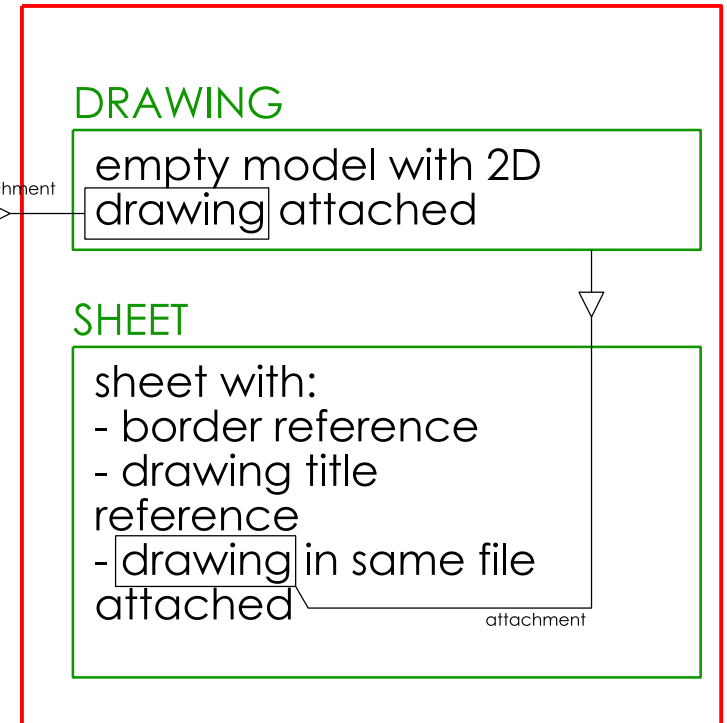 DRAWING
empty model with 2D
drawing attached
SHEET
sheet with:
- border reference
- drawing title
reference
- drawing in same file
attached
attachment